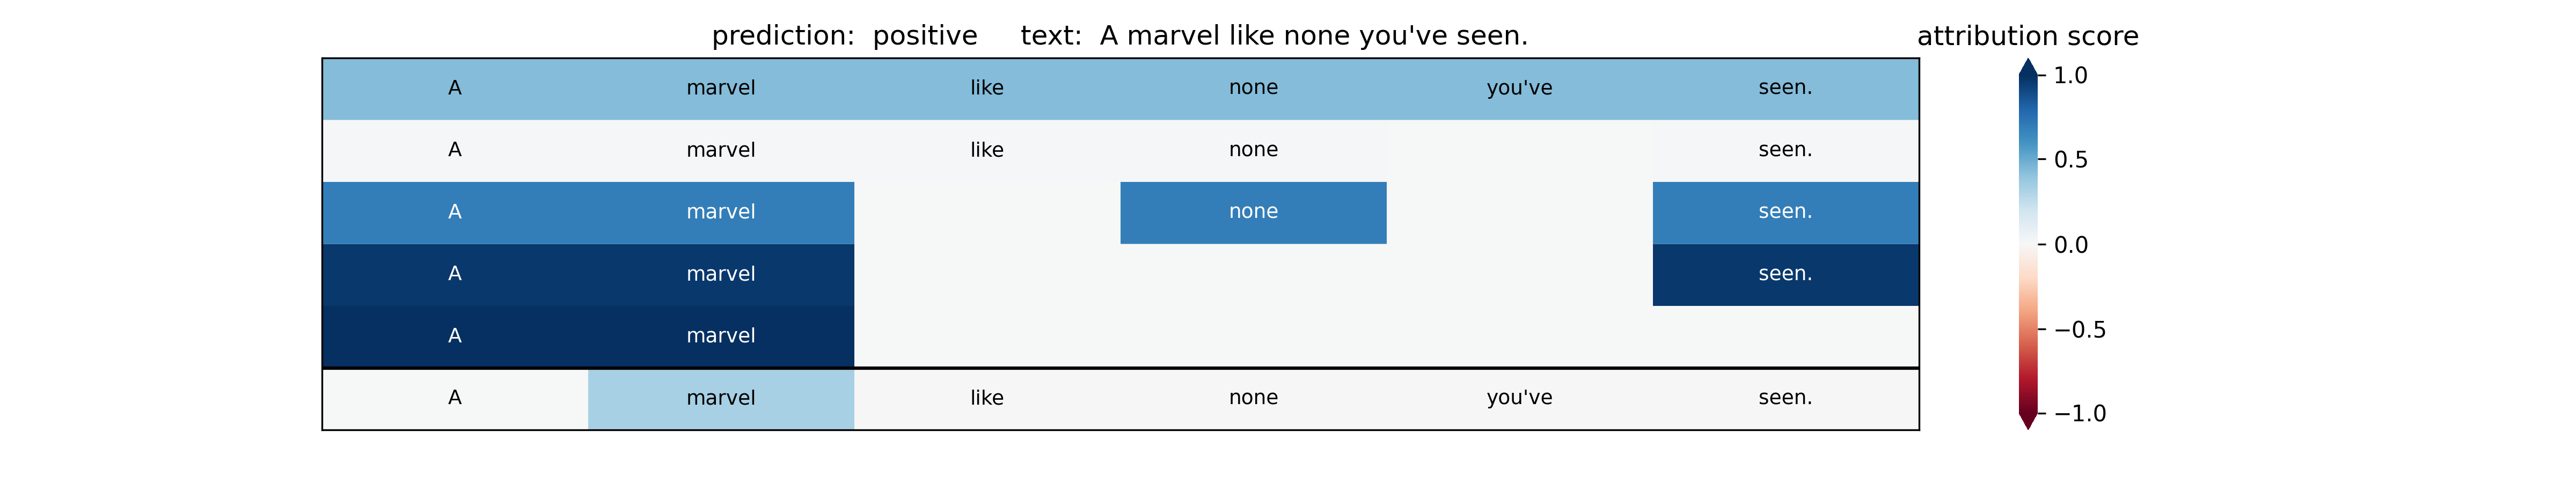 prediction:  positive     text:  A marvel like none you've seen.
attribution score
A marvel like none you've seen.
A marvel like none seen.
A marvel none seen.
A marvel seen.
A marvel
A marvel like none you've seen.
1.0
0.5
0.0
−0.5
−1.0